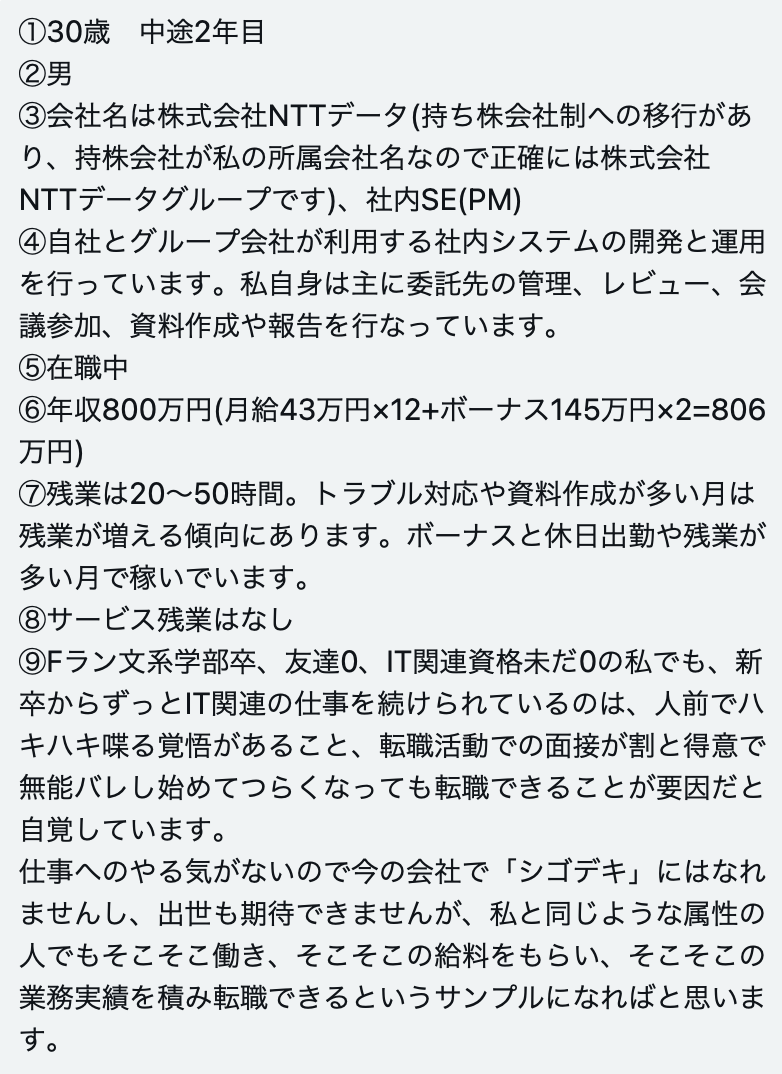 ①30歳　中途2年目
②男
③会社名は株式会社NTTデータ(持ち株会社制への移行があ
り、持株会社が私の所属会社名なので正確には株式会社
NTTデータグループです)、社内SE(PM)
④自社とグループ会社が利用する社内システムの開発と運用
を行っています。私自身は主に委託先の管理、レビュー、会
議参加、資料作成や報告を行なっています。
⑤在職中
⑥年収800万円(月給43万円×12+ボーナス145万円×2=806
万円)
⑦残業は20〜50時間。トラブル対応や資料作成が多い月は
残業が増える傾向にあります。ボーナスと休日出勤や残業が
多い月で稼いでいます。
⑧サービス残業はなし
⑨Fラン文系学部卒、友達0、IT関連資格未だ0の私でも、新
卒からずっとIT関連の仕事を続けられているのは、人前でハ
キハキ喋る覚悟があること、転職活動での面接が割と得意で
無能バレし始めてつらくなっても転職できることが要因だと
自覚しています。
仕事へのやる気がないので今の会社で「シゴデキ」にはなれ
ませんし、出世も期待できませんが、私と同じような属性の
人でもそこそこ働き、そこそこの給料をもらい、そこそこの
業務実績を積み転職できるというサンプルになればと思いま
す。